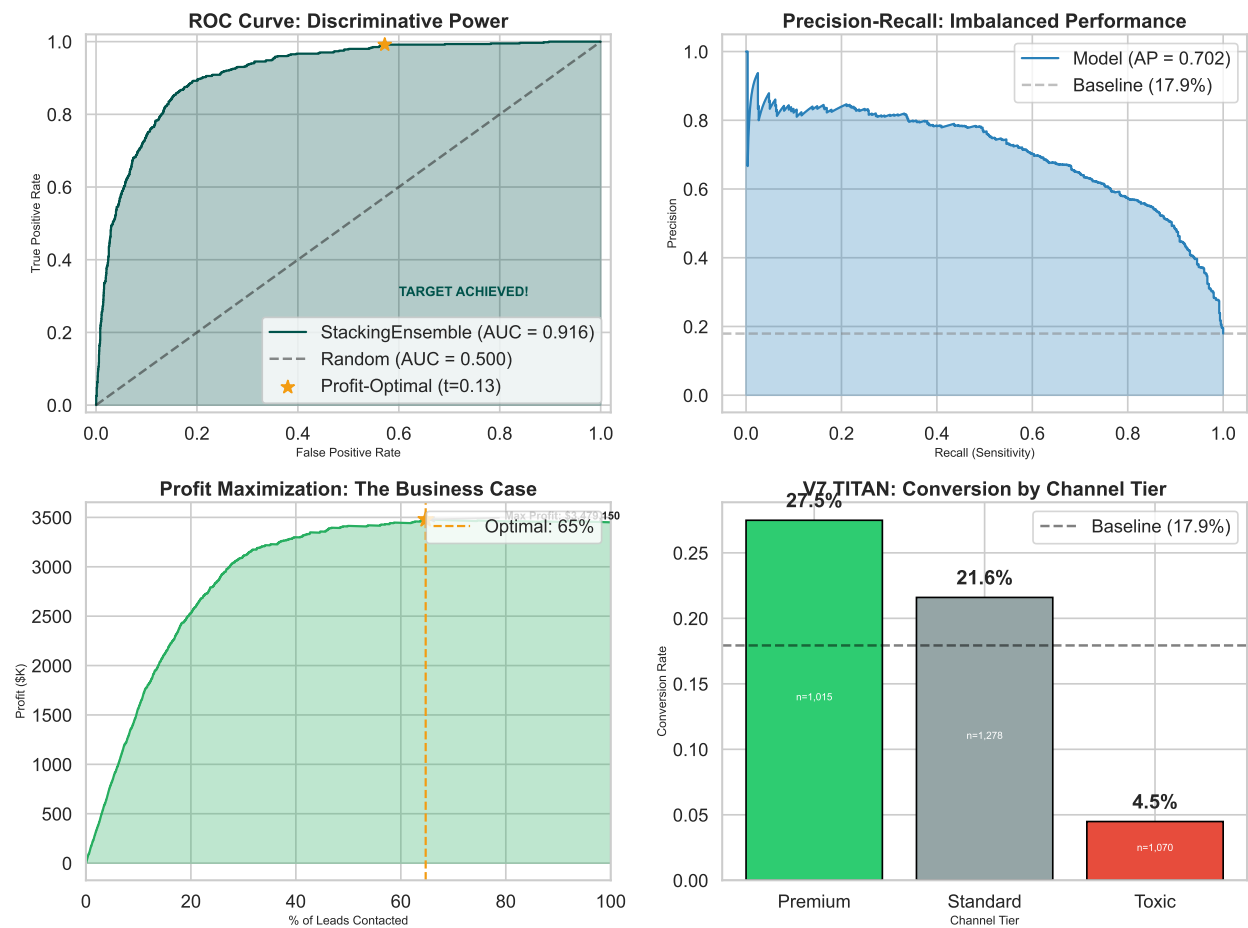 ROC Curve: Discriminative Power
1.0
0.8
0.6
0.4
0.2
0.0
True Positive Rate
TARGET ACHIEVED!
StackingEnsemble (AUC = 0.916)
Random (AUC = 0.500)
Profit-Optimal (t=0.13)
0.0 0.2 0.4 0.6 0.8 1.0
False Positive Rate
Precision-Recall: Imbalanced Performance
1.0
0.8
0.6
0.4
0.2
0.0
Precision
Model (AP = 0.702)
Baseline (17.9%)
0.0 0.2 0.4 0.6 0.8 1.0
Recall (Sensitivity)
Profit Maximization: The Business Case
3500
3000
2500
2000
1500
1000
500
0
Profit ($K)
Max Profit: $3,479,150
Optimal: 65%
0 20 40 60 80 100
% of Leads Contacted
V7 TITAN: Conversion by Channel Tier
0.25
0.20
0.15
0.10
0.05
0.00
Conversion Rate
Baseline (17.9%)
27.5%
21.6%
4.5%
n=1,015
n=1,278
n=1,070
Premium Standard Toxic
Channel Tier